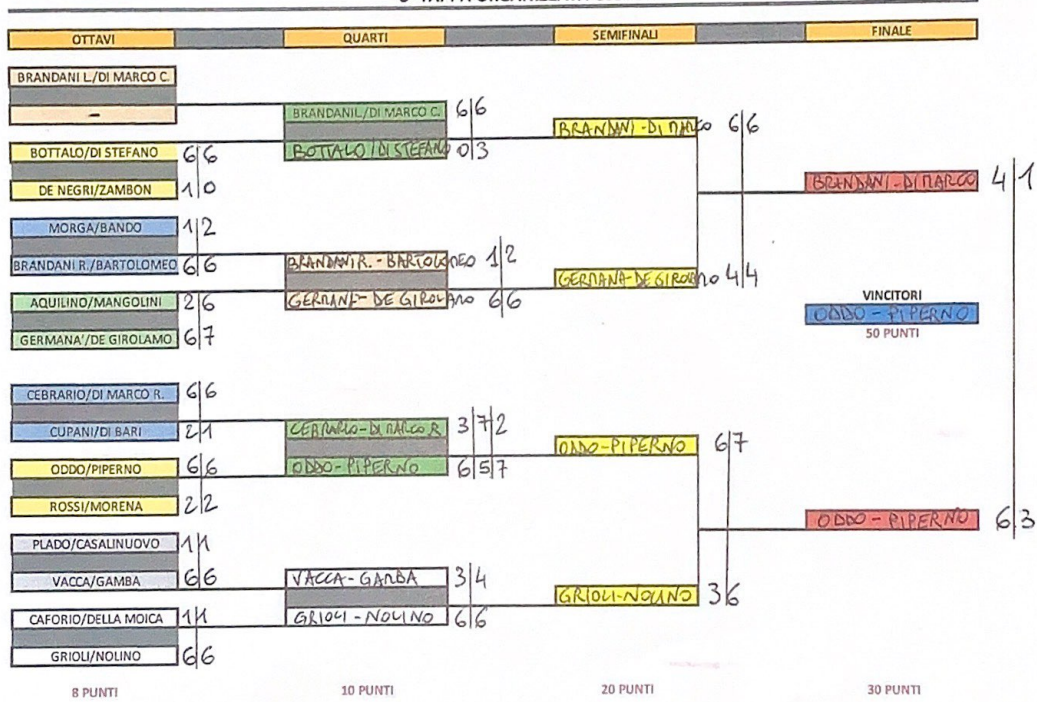 OTTAVI QUARTI SEMIFINALI FINALE
BRANDANI L./DI MARCO C.
-
BOTTALO/DI STEFANO 6|6
DE NEGRI/ZAMBON 1|0
MORGA/BANDO 1|2
BRANDANI R./BARTOLOMEO 6|6
AQUILINO/MANGOLINI 2|6
GERMANA'/DE GIROLAMO 6|7
CEBRARIO/DI MARCO R. 6|6
CUPANI/DI BARI 2|1
ODDO/PIPERNO 6|6
ROSSI/MORENA 2|2
PLADO/CASALINUOVO 1|1
VACCA/GAMBA 6|6
CAFORIO/DELLA MOICA 1|1
GRIOLI/NOLINO 6|6
8 PUNTI
BRANDANI L/DI MARCO C. 6|6
BOTTALO/DI STEFANO 0|3
BRANDANI R. - BARTOLOMEO 1|2
GERMANA - DE GIROLAMO 6|6
CEBRARIO - DI MARCO R 3|7|2
ODDO - PIPERNO 6|5|7
VACCA - GAMBA 3|4
GRIOLI - NOLINO 6|6
10 PUNTI
BRANDANI - DI MARCO 6|6
GERMANA - DE GIROLAMO 4|4
ODDO - PIPERNO 6|7
GRIOLI - NOLINO 3|6
20 PUNTI
BRANDANI - DI MARCO 4|1
VINCITORI
ODDO - PIPERNO
50 PUNTI
ODDO - PIPERNO 6|3
30 PUNTI